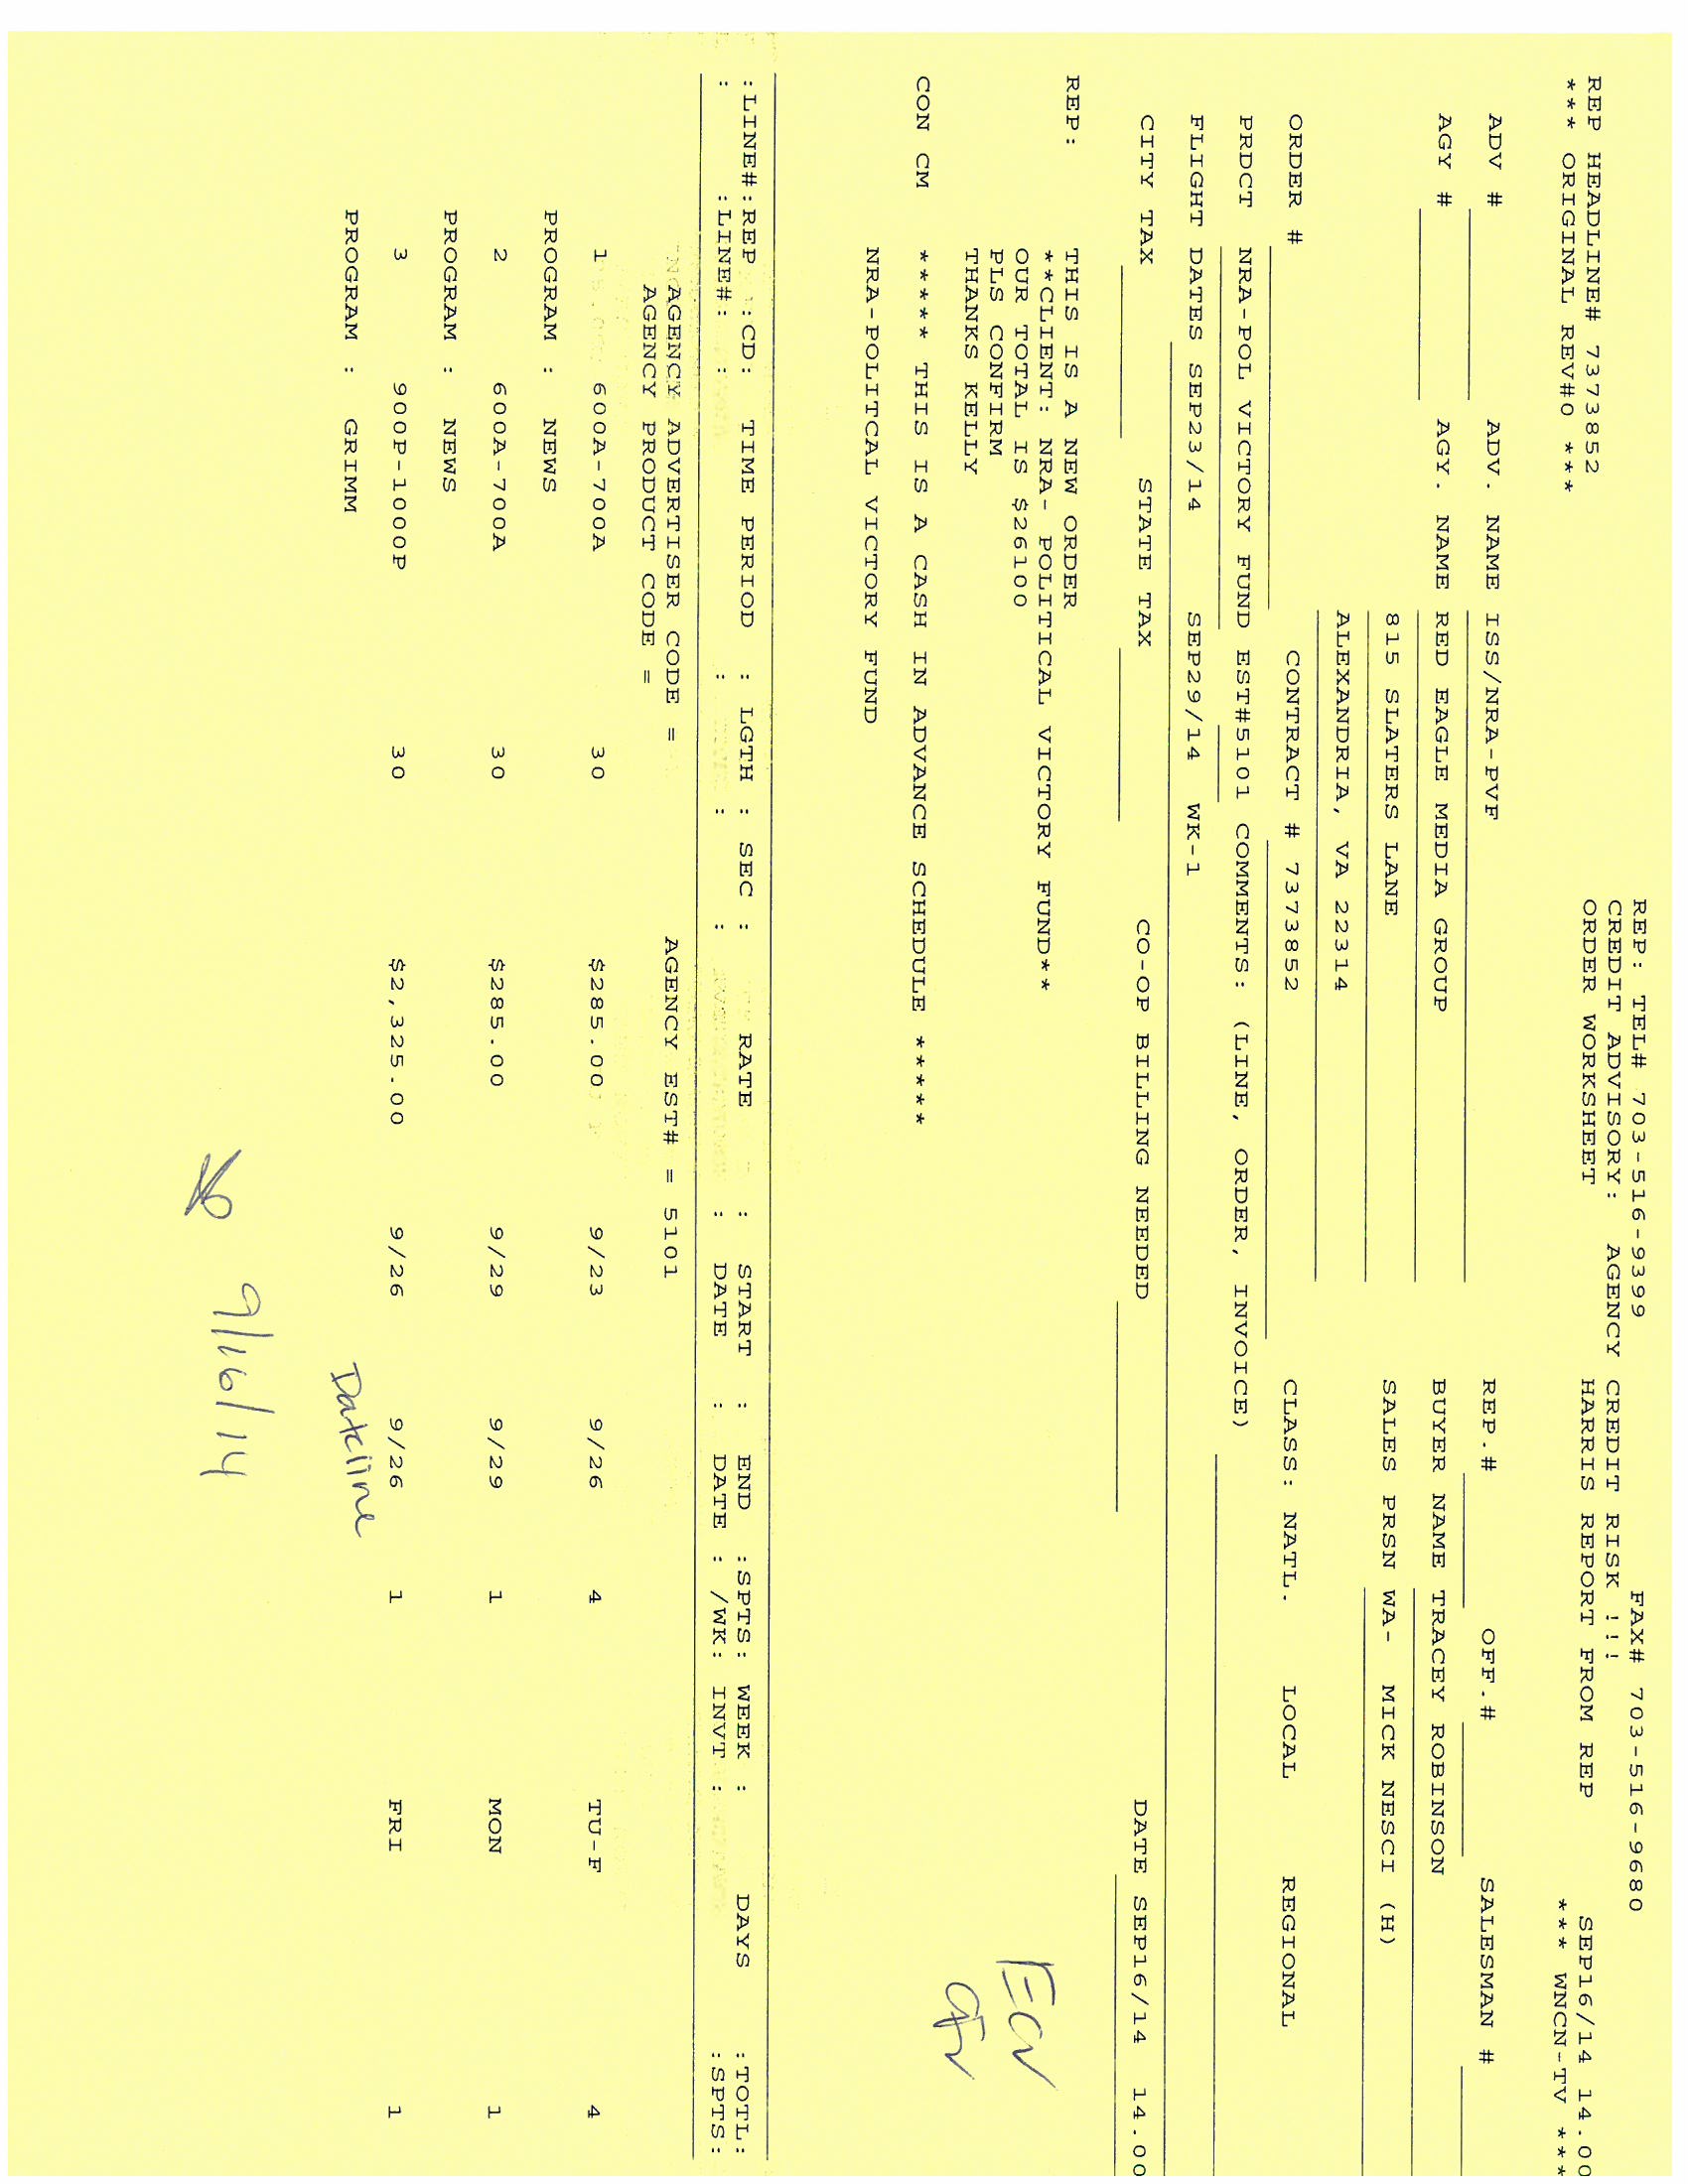 REP: TEL# 703-516-9399 FAX# 703-516-9680
CREDIT ADVISORY: AGENCY CREDIT RISK !!!
REP HEADLINE# 7373852 ORDER WORKSHEET HARRIS REPORT FROM REP SEP16/14 14.00
*** ORIGINAL REV#0 *** *** WNCN-TV ***
ADV # ADV. NAME ISS/NRA-PVF REP.# OFF.# SALESMAN #
AGY # AGY. NAME RED EAGLE MEDIA GROUP BUYER NAME TRACEY ROBINSON
815 SLATERS LANE SALES PRSN WA- MICK NESCI (H)
ALEXANDRIA, VA 22314
ORDER # CONTRACT # 7373852 CLASS: NATL. LOCAL REGIONAL
PRDCT NRA-POL VICTORY FUND EST#5101 COMMENTS: (LINE, ORDER, INVOICE)
FLIGHT DATES SEP23/14 SEP29/14 WK-1
CITY TAX STATE TAX CO-OP BILLING NEEDED DATE SEP16/14 14.00
REP: THIS IS A NEW ORDER
**CLIENT: NRA- POLITICAL VICTORY FUND**
OUR TOTAL IS $26100
PLS CONFIRM
THANKS KELLY
CON CM ***** THIS IS A CASH IN ADVANCE SCHEDULE *****
NRA-POLITCAL VICTORY FUND
:LINE#:REP :CD: TIME PERIOD : LGTH : SEC : RATE : START : END :SPTS: WEEK : DAYS :TOTL:
: :LINE#: : : : : : DATE : DATE : /WK: INVT : :SPTS:
AGENCY ADVERTISER CODE = AGENCY EST# = 5101
AGENCY PRODUCT CODE =
1 600A-700A 30 $285.00 9/23 9/26 4 TU-F 4
PROGRAM : NEWS
2 600A-700A 30 $285.00 9/29 9/29 1 MON 1
PROGRAM : NEWS
3 900P-1000P 30 $2,325.00 9/26 9/26 1 FRI 1
PROGRAM : GRIMM Dateline
9/16/14